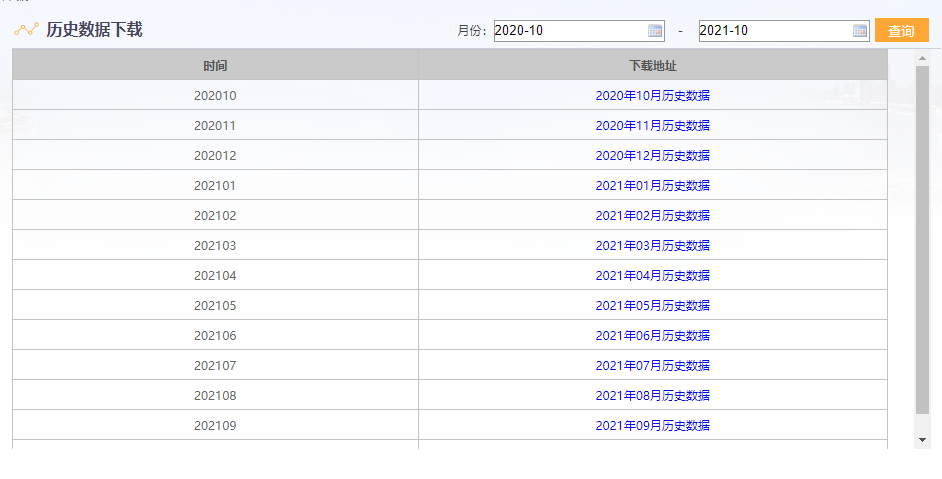 历史数据下载
月份： 2020-10 - 2021-10 查询
时间 下载地址
202010 2020年10月历史数据
202011 2020年11月历史数据
202012 2020年12月历史数据
202101 2021年01月历史数据
202102 2021年02月历史数据
202103 2021年03月历史数据
202104 2021年04月历史数据
202105 2021年05月历史数据
202106 2021年06月历史数据
202107 2021年07月历史数据
202108 2021年08月历史数据
202109 2021年09月历史数据